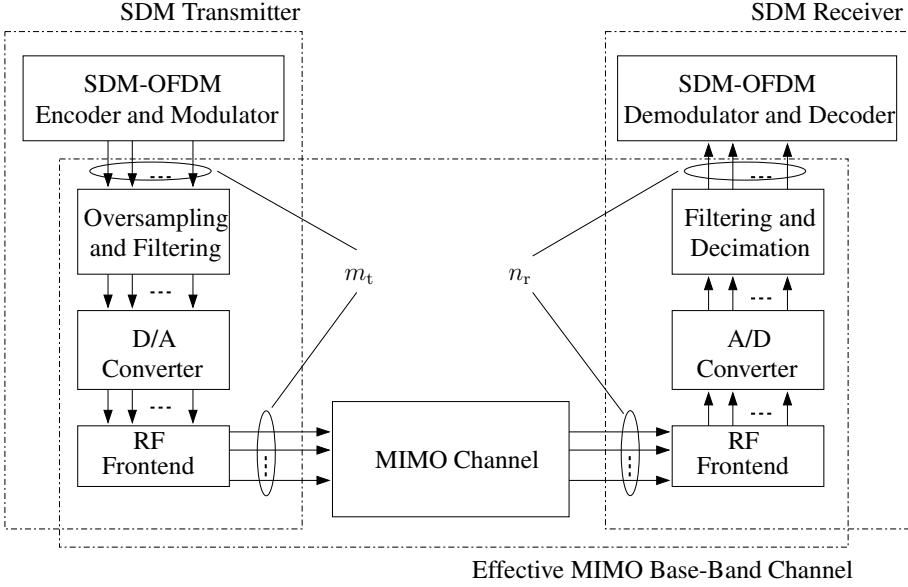 SDM Transmitter
SDM Receiver
SDM-OFDM
Encoder and Modulator
SDM-OFDM
Demodulator and Decoder
Oversampling
and Filtering
Filtering and
Decimation
m_t
n_r
D/A
Converter
A/D
Converter
RF
Frontend
MIMO Channel
RF
Frontend
Effective MIMO Base-Band Channel